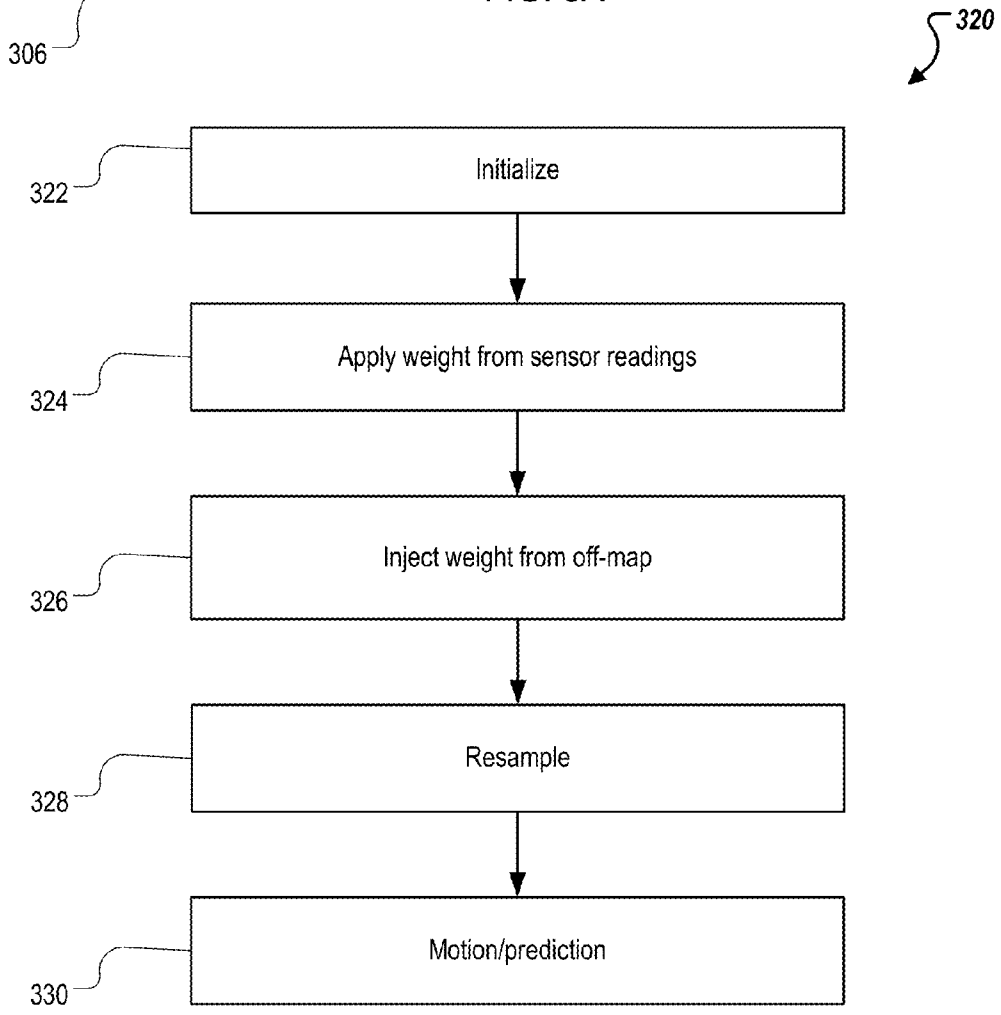 306
320
Initialize
322
Apply weight from sensor readings
324
Inject weight from off-map
326
Resample
328
Motion/prediction
330